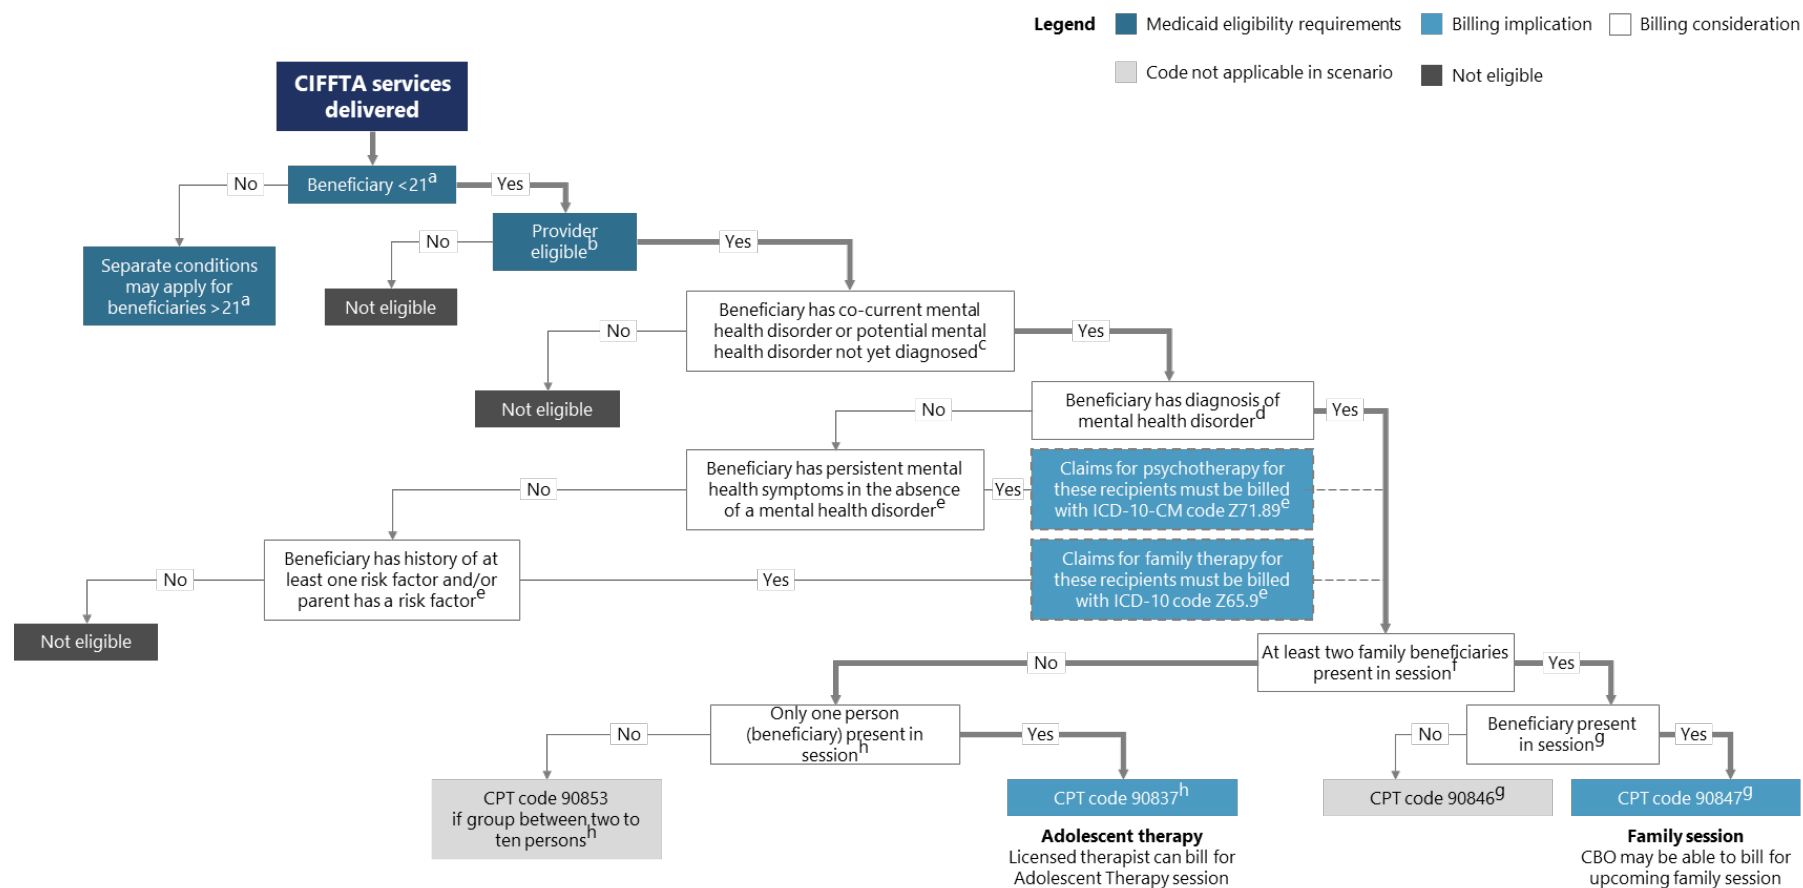 Legend
Medicaid eligibility requirements
Billing implication
Billing consideration
Code not applicable in scenario
Not eligible
CIFFTA services
delivered
No
Beneficiary <21a
Yes
Separate conditions
may apply for
beneficiaries >21a
No
Provider
eligibleb
Yes
Not eligible
Beneficiary has co-current mental
health disorder or potential mental
health disorder not yet diagnosedc
No
Yes
Not eligible
Beneficiary has diagnosis of
mental health disorderd
No
Yes
Beneficiary has persistent mental
health symptoms in the absence
of a mental health disordere
No
Yes
Claims for psychotherapy for
these recipients must be billed
with ICD-10-CM code Z71.89e
Beneficiary has history of at
least one risk factor and/or
parent has a risk factore
No
Yes
Claims for family therapy for
these recipients must be billed
with ICD-10 code Z65.9e
Not eligible
At least two family beneficiaries
present in sessionf
No
Yes
Only one person
(beneficiary) present in
sessionh
No
Yes
Beneficiary present
in sessiong
No
Yes
CPT code 90853
if group between two to
ten personsh
CPT code 90837h
Adolescent therapy
Licensed therapist can bill for
Adolescent Therapy session
CPT code 90846g
CPT code 90847g
Family session
CBO may be able to bill for
upcoming family session